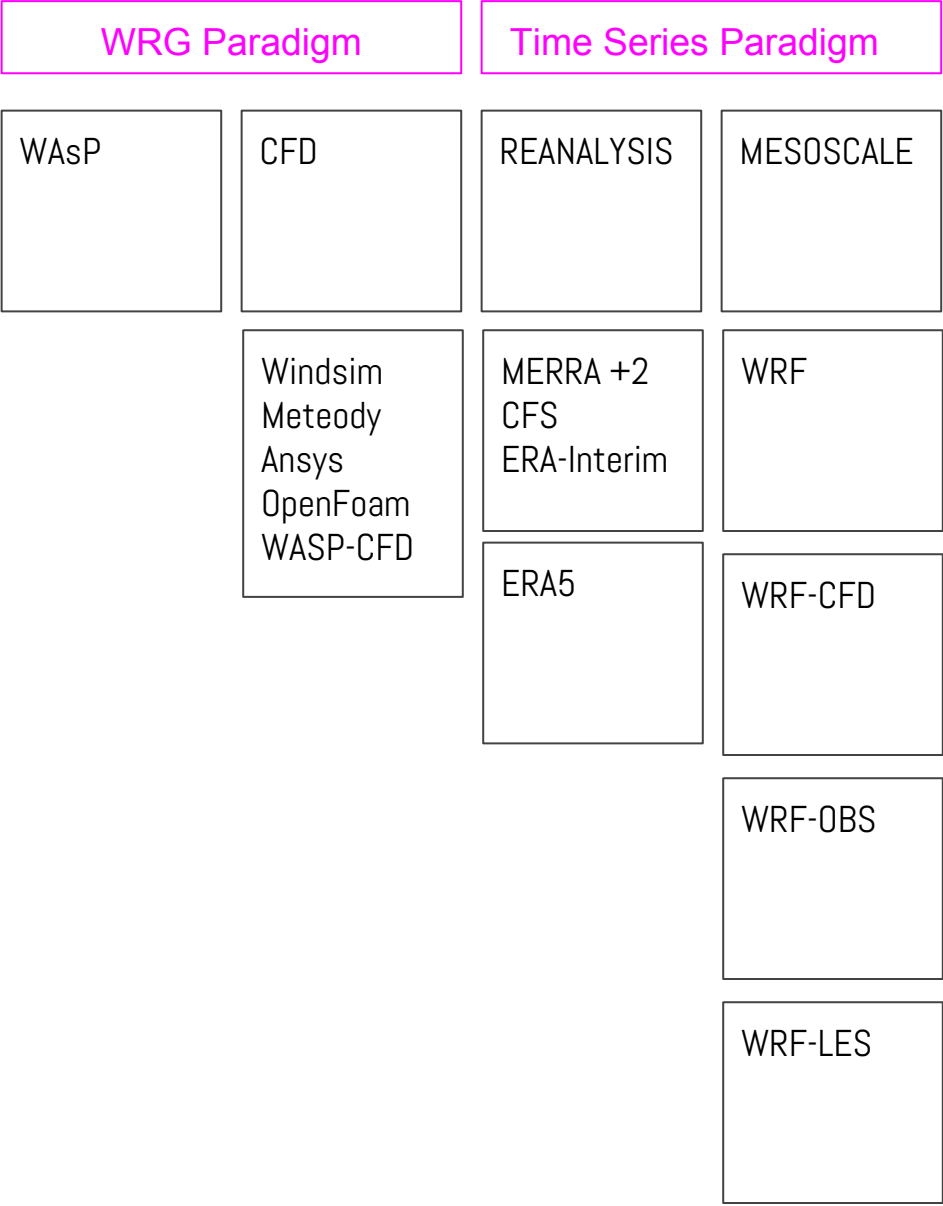 WRG Paradigm
Time Series Paradigm
WAsP
CFD
REANALYSIS
MESOSCALE
Windsim
Meteody
Ansys
OpenFoam
WASP-CFD
MERRA +2
CFS
ERA-Interim
ERA5
WRF
WRF-CFD
WRF-OBS
WRF-LES